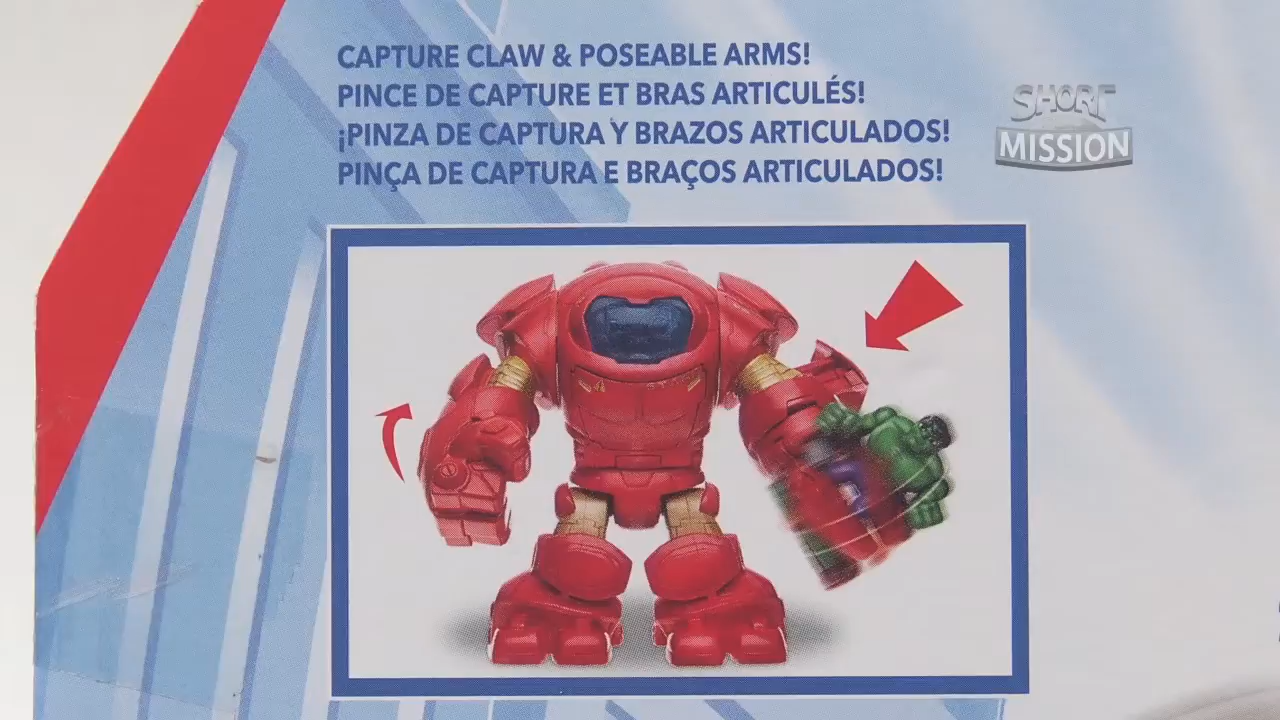 CAPTURE CLAW & POSEABLE ARMS!
PINCE DE CAPTURE ET BRAS ARTICULÉS!
¡PINZA DE CAPTURA Y BRAZOS ARTICULADOS!
PINÇA DE CAPTURA E BRAÇOS ARTICULADOS!
SHORT
MISSION